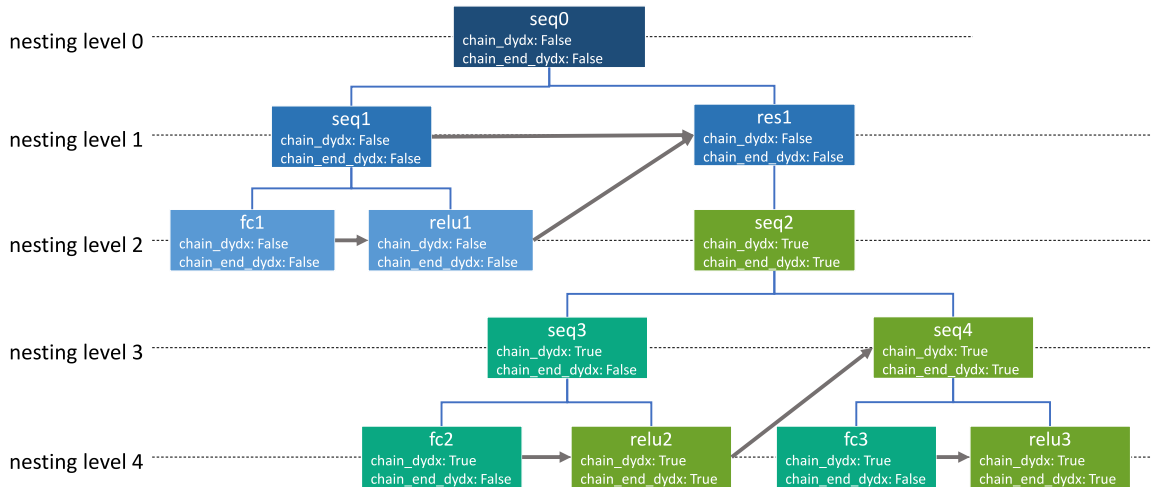 nesting level 0
seq0
chain_dydx: False
chain_end_dydx: False
nesting level 1
seq1
chain_dydx: False
chain_end_dydx: False
res1
chain_dydx: False
chain_end_dydx: False
nesting level 2
fc1
chain_dydx: False
chain_end_dydx: False
relu1
chain_dydx: False
chain_end_dydx: False
seq2
chain_dydx: True
chain_end_dydx: True
nesting level 3
seq3
chain_dydx: True
chain_end_dydx: False
seq4
chain_dydx: True
chain_end_dydx: True
nesting level 4
fc2
chain_dydx: True
chain_end_dydx: False
relu2
chain_dydx: True
chain_end_dydx: True
fc3
chain_dydx: True
chain_end_dydx: False
relu3
chain_dydx: True
chain_end_dydx: True